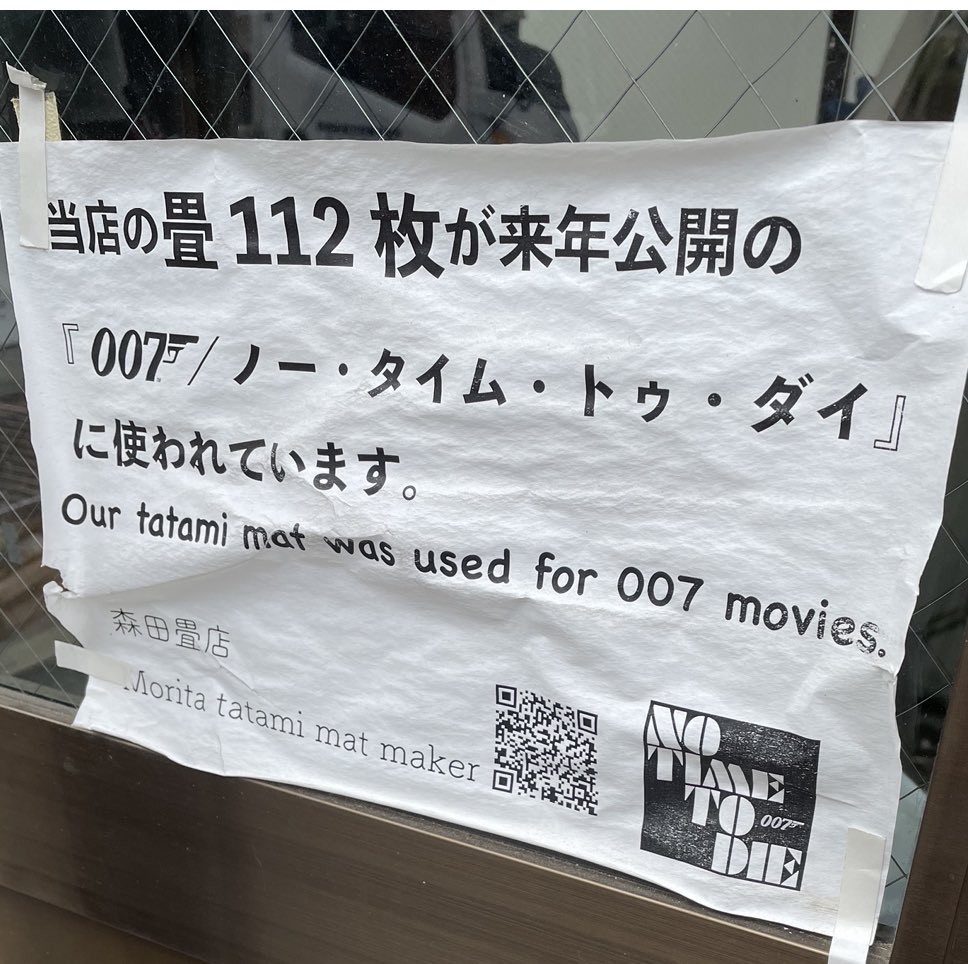 当店の畳112枚が来年公開の
『007/ノー・タイム・トゥ・ダイ』
に使われています。
Our tatami mat was used for 007 movies.
森田畳店
Morita tatami mat maker
NO
TIME
TO
007
DIE